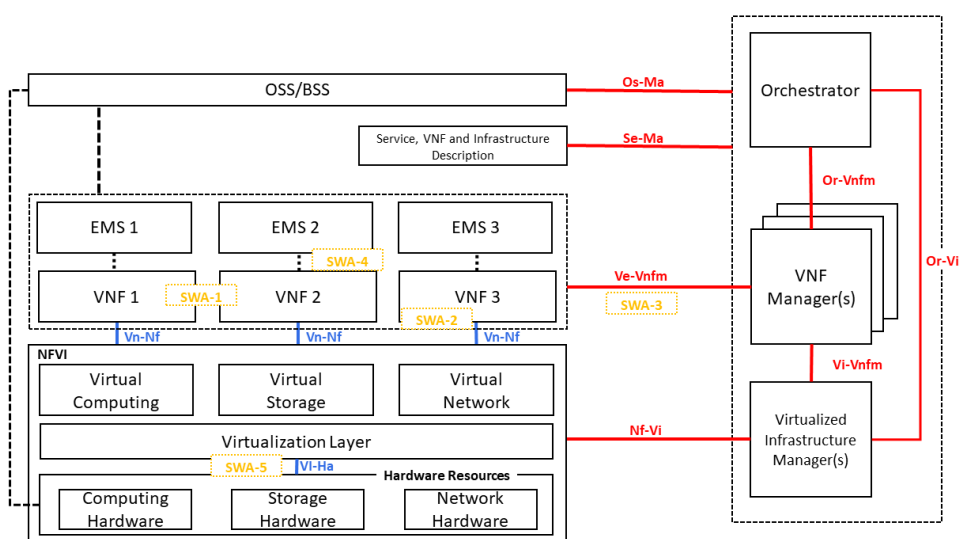 OSS/BSS
Os-Ma
Orchestrator
Service, VNF and Infrastructure
Description
Se-Ma
Or-Vnfm
EMS 1
EMS 2
EMS 3
SWA-4
Or-Vi
VNF 1
SWA-1
VNF 2
VNF 3
SWA-2
Ve-Vnfm
SWA-3
VNF
Manager(s)
Vn-Nf
Vn-Nf
Vn-Nf
NFVI
Vi-Vnfm
Virtual
Computing
Virtual
Storage
Virtual
Network
Virtualization Layer
Nf-Vi
Virtualized
Infrastructure
Manager(s)
SWA-5
VI-Ha
Hardware Resources
Computing
Hardware
Storage
Hardware
Network
Hardware